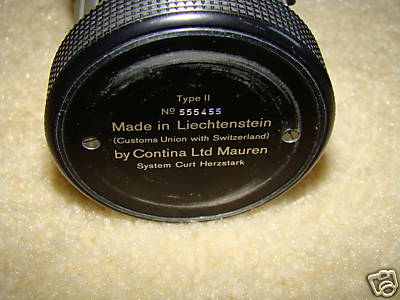 Type II
Nº 555455
Made in Liechtenstein
(Customs Union with Switzerland)
by Contina Ltd Mauren
System Curt Herzstark